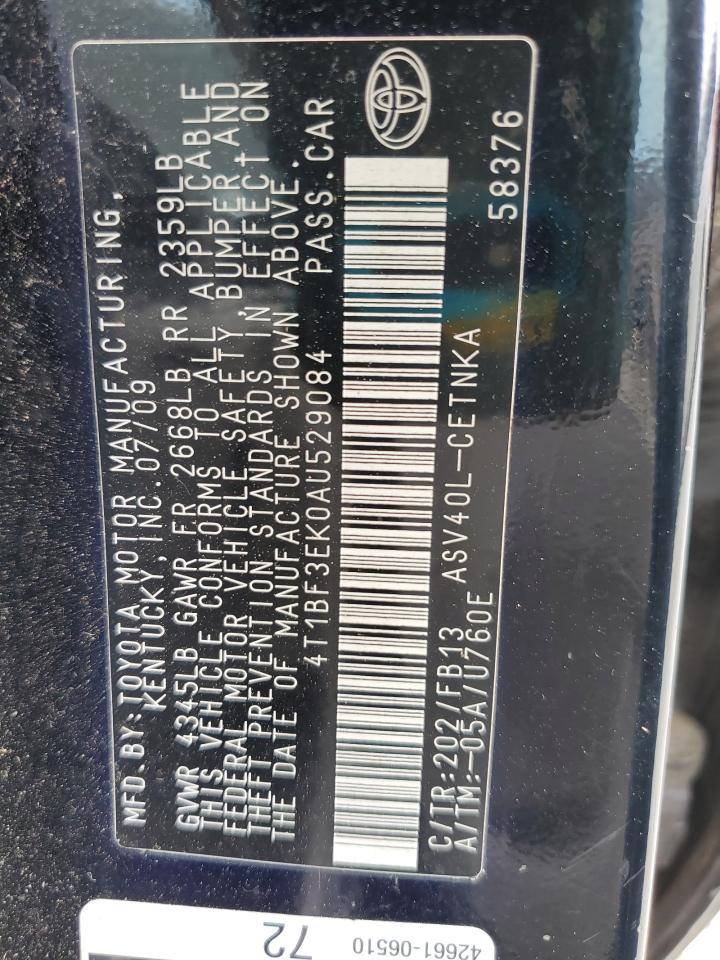 MFD.BY:TOYOTA MOTOR MANUFACTURING,
KENTUCKY,INC.07/09
GVWR 4345LB GAWR FR 2668LB RR 2359LB
THIS VEHICLE CONFORMS TO ALL APPLICABLE
FEDERAL MOTOR VEHICLE SAFETY,BUMPER AND
THEFT PREVENTION STANDARDS IN EFFECT ON
THE DATE OF MANUFACTURE SHOWN ABOVE.
4T1BF3EK0AU529084 PASS.CAR
C/TR:202/FB13 ASV40L-CETNKA
A/TM:-05A/U760E 58376
72
42661-06510